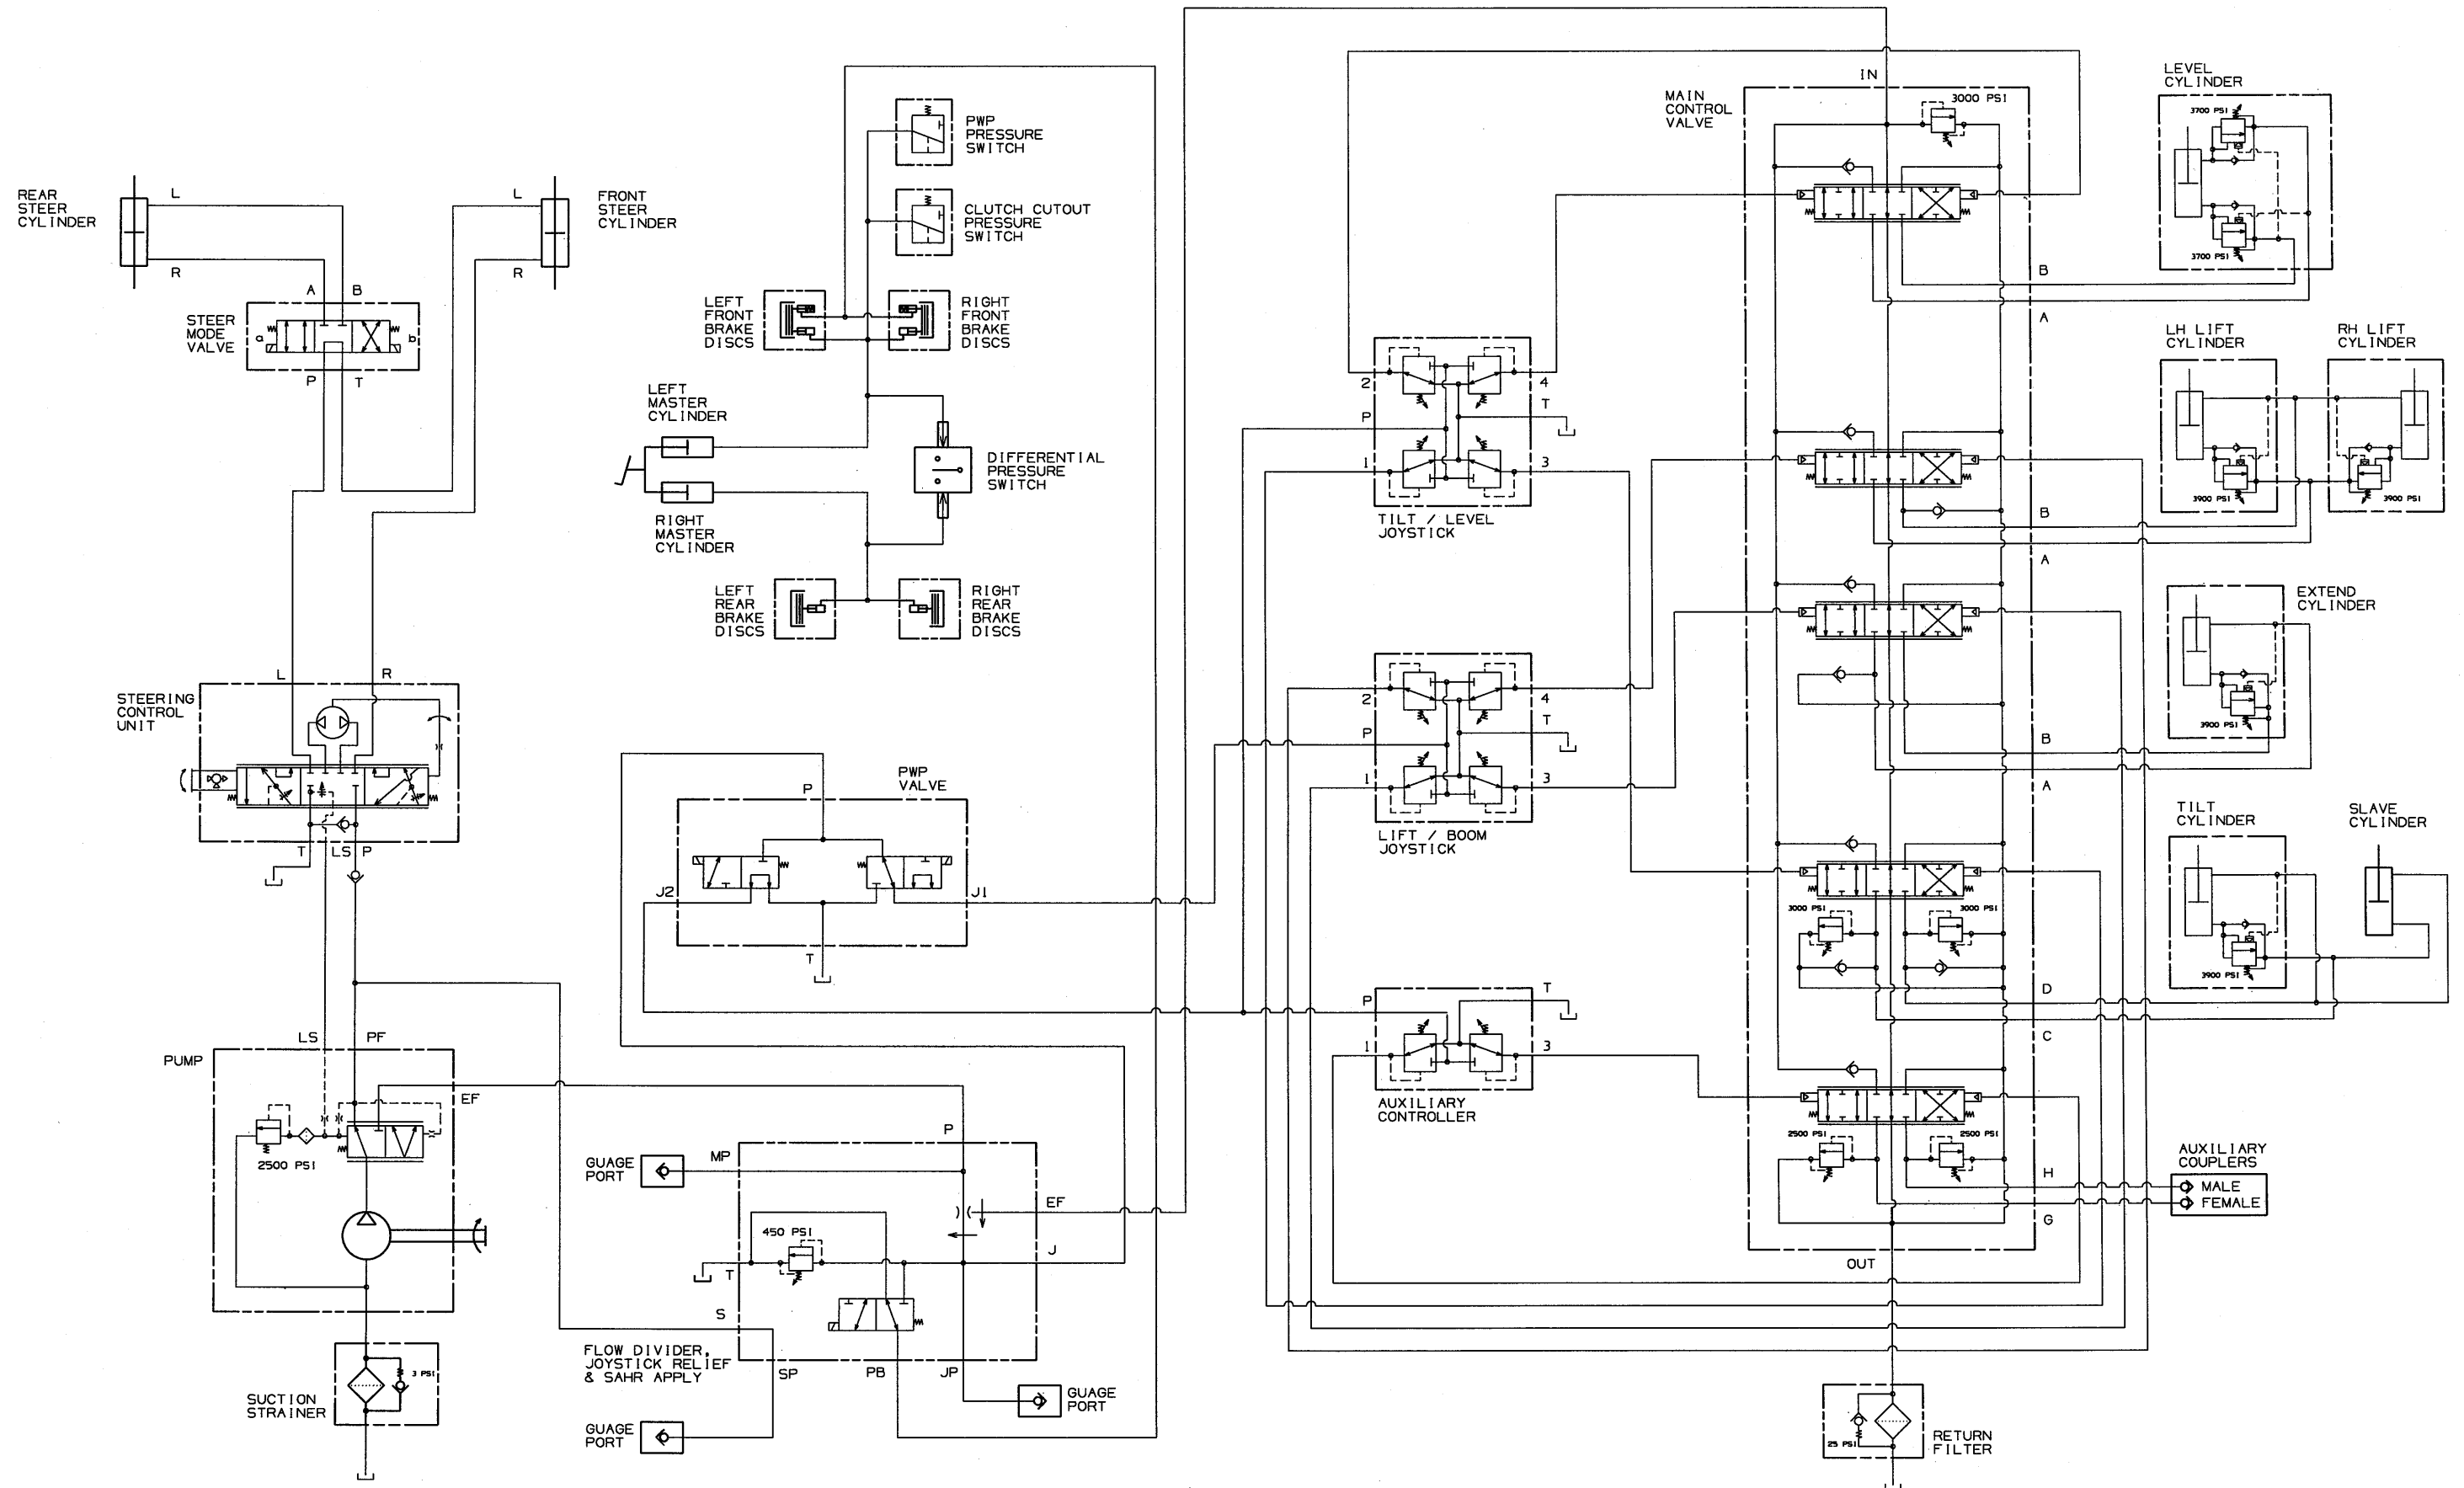 REAR
STEER
CYLINDER
L
R
L
R
FRONT
STEER
CYLINDER
A
B
STEER
MODE
VALVE
a
b
P
T
PWP
PRESSURE
SWITCH
CLUTCH CUTOUT
PRESSURE
SWITCH
LEFT
FRONT
BRAKE
DISCS
RIGHT
FRONT
BRAKE
DISCS
LEFT
MASTER
CYLINDER
DIFFERENTIAL
PRESSURE
SWITCH
RIGHT
MASTER
CYLINDER
LEFT
REAR
BRAKE
DISCS
RIGHT
REAR
BRAKE
DISCS
L
R
STEERING
CONTROL
UNIT
T
LS
P
PWP
VALVE
P
J2
J1
T
LS
PF
PUMP
EF
2500 PSI
SUCTION
STRAINER
3 PSI
P
GUAGE
PORT
MP
EF
450 PSI
J
T
S
FLOW DIVIDER,
JOYSTICK RELIEF
& SAHR APPLY
SP
PB
JP
GUAGE
PORT
GUAGE
PORT
2
4
P
T
1
3
TILT / LEVEL
JOYSTICK
2
4
P
T
1
3
LIFT / BOOM
JOYSTICK
P
T
1
3
AUXILIARY
CONTROLLER
IN
MAIN
CONTROL
VALVE
3000 PSI
B
A
B
A
B
A
3000 PSI
3000 PSI
D
C
2500 PSI
2500 PSI
H
G
OUT
LEVEL
CYLINDER
3700 PSI
3700 PSI
LH LIFT
CYLINDER
RH LIFT
CYLINDER
3900 PSI
3900 PSI
EXTEND
CYLINDER
3900 PSI
TILT
CYLINDER
SLAVE
CYLINDER
3900 PSI
AUXILIARY
COUPLERS
MALE
FEMALE
25 PSI
RETURN
FILTER